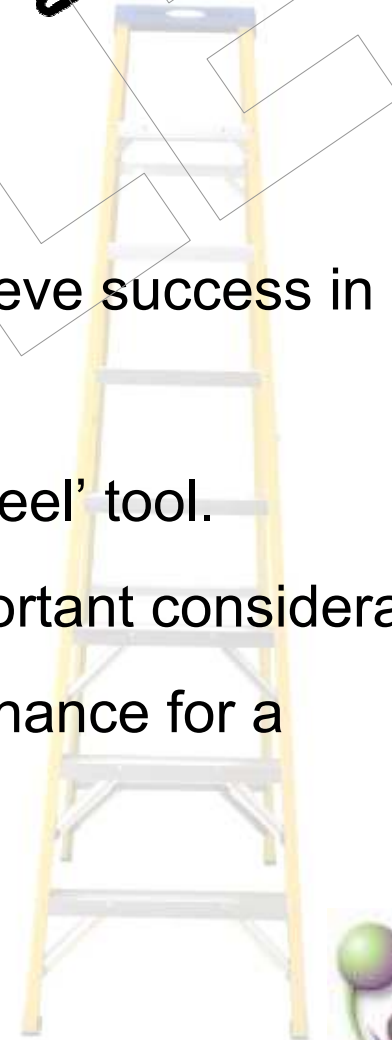 eve success in
eel’ tool.
ortant considera
nance for a